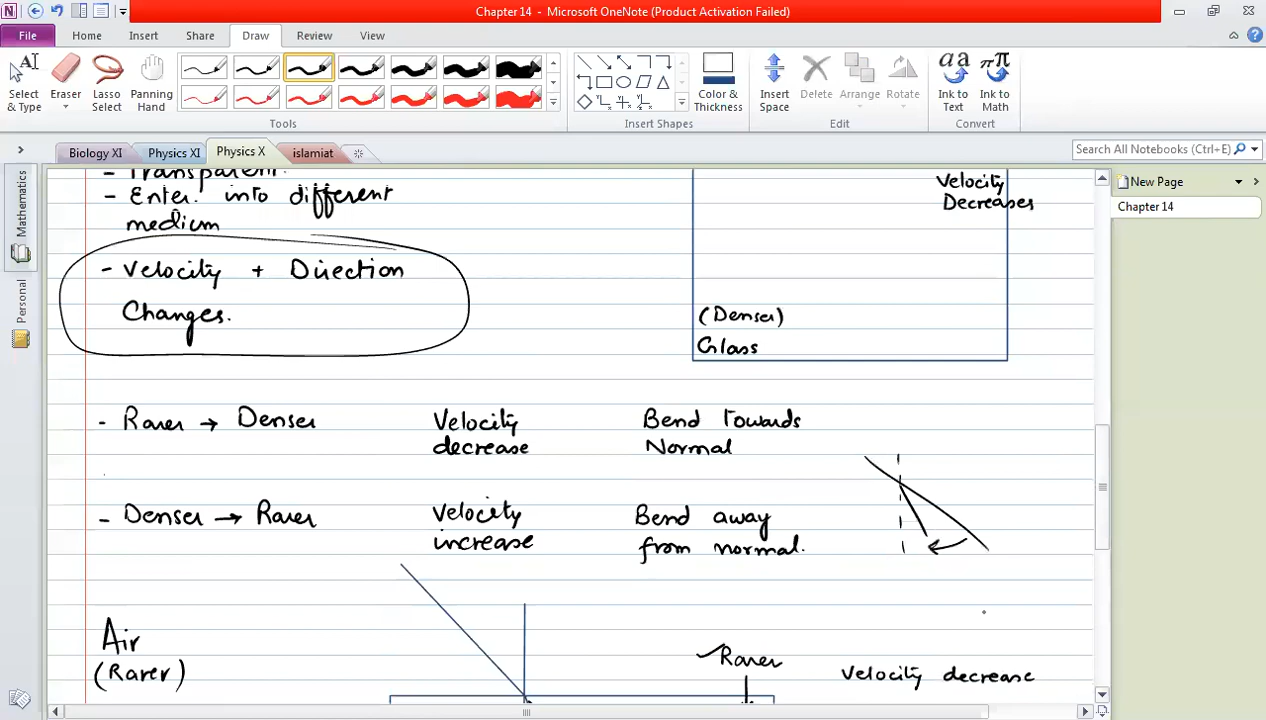 Chapter 14 - Microsoft OneNote (Product Activation Failed)
File Home Insert Share Draw Review View
Select & Type
Eraser
Lasso Select
Panning Hand
Color & Thickness
Insert Space
Delete
Arrange
Rotate
Ink to Text
Ink to Math
Tools
Insert Shapes
Edit
Convert
Biology XI
Physics XI
Physics X
islamiat
Search All Notebooks (Ctrl+E)
New Page
Chapter 14
Mathematics
Personal
- Transparent.
- Enter. into different
medium
- Velocity + Direction
Changes.
Velocity
Decreases
(Denser)
Glass
- Rarer → Denser
Velocity
decrease
Bend towards
Normal
- Denser → Rarer
Velocity
increase
Bend away
from normal.
Air
(Rarer)
Rarer
Velocity decrease